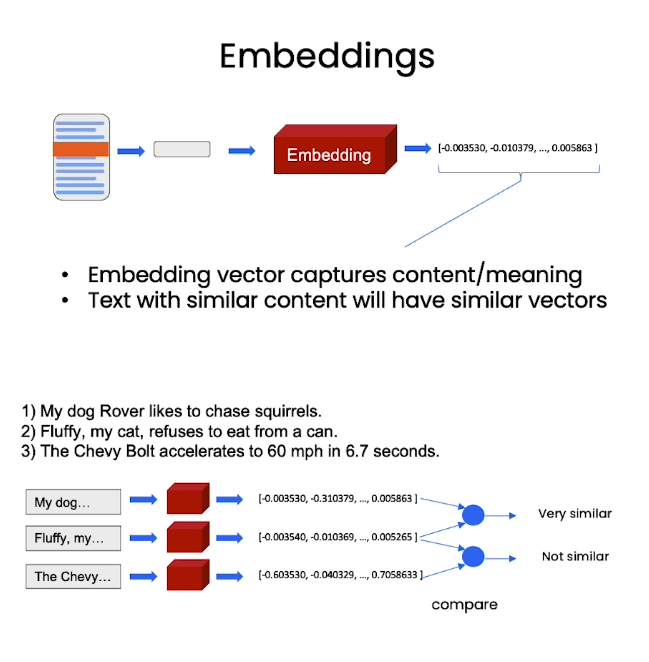 Embeddings
Embedding
[-0.003530, -0.010379, ..., 0.005863 ]
• Embedding vector captures content/meaning
• Text with similar content will have similar vectors
1) My dog Rover likes to chase squirrels.
2) Fluffy, my cat, refuses to eat from a can.
3) The Chevy Bolt accelerates to 60 mph in 6.7 seconds.
My dog...
[-0.003530, -0.310379, ..., 0.005863 ]
Very similar
Fluffy, my...
[-0.003540, -0.010369, ..., 0.005265 ]
Not similar
The Chevy...
[-0.603530, -0.040329, ..., 0.7058633 ]
compare